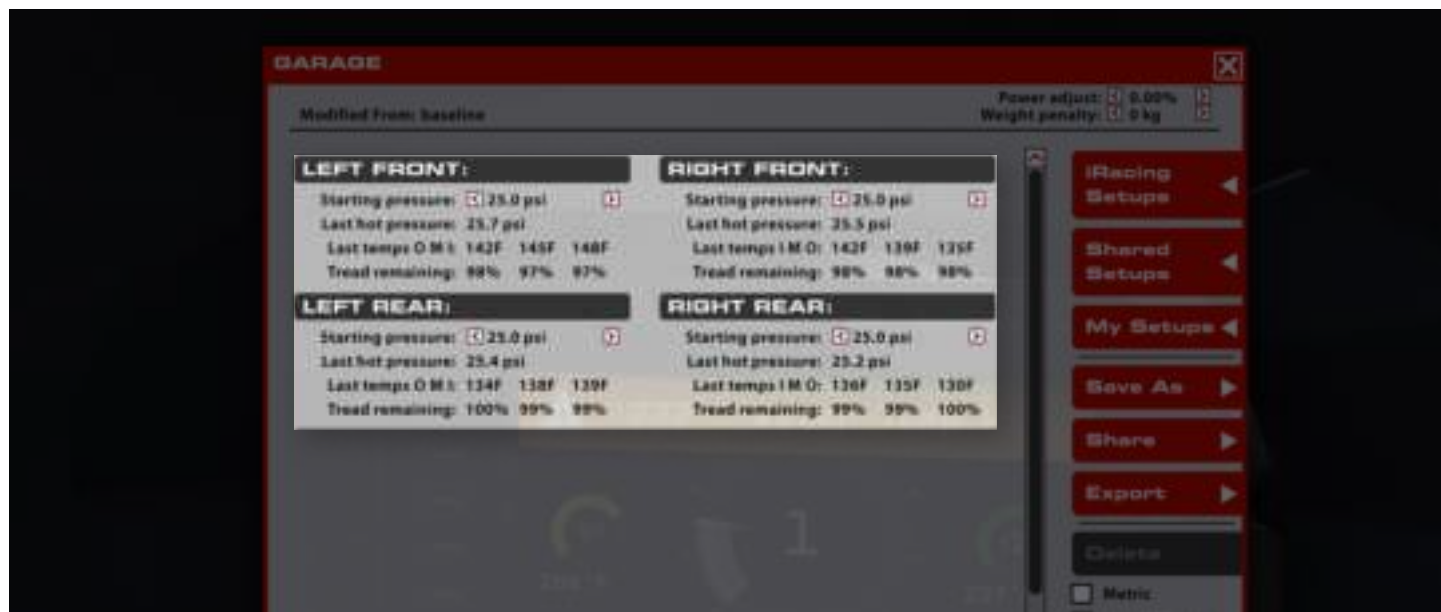 GARAGE
Modified From: baseline
Power adjust: 0.00%
Weight penalty: 0 kg
LEFT FRONT:
Starting pressure: 25.0 psi
Last hot pressure: 25.7 psi
Last temps O M I: 142F 145F 148F
Tread remaining: 98% 97% 97%
RIGHT FRONT:
Starting pressure: 25.0 psi
Last hot pressure: 25.5 psi
Last temps I M O: 142F 139F 135F
Tread remaining: 98% 98% 98%
LEFT REAR:
Starting pressure: 25.0 psi
Last hot pressure: 25.4 psi
Last temps O M I: 134F 138F 139F
Tread remaining: 100% 99% 99%
RIGHT REAR:
Starting pressure: 25.0 psi
Last hot pressure: 25.2 psi
Last temps I M O: 136F 135F 130F
Tread remaining: 99% 99% 100%
iRacing
Setups
Shared
Setups
My Setups
Save As
Share
Export
Delete
Metric
1